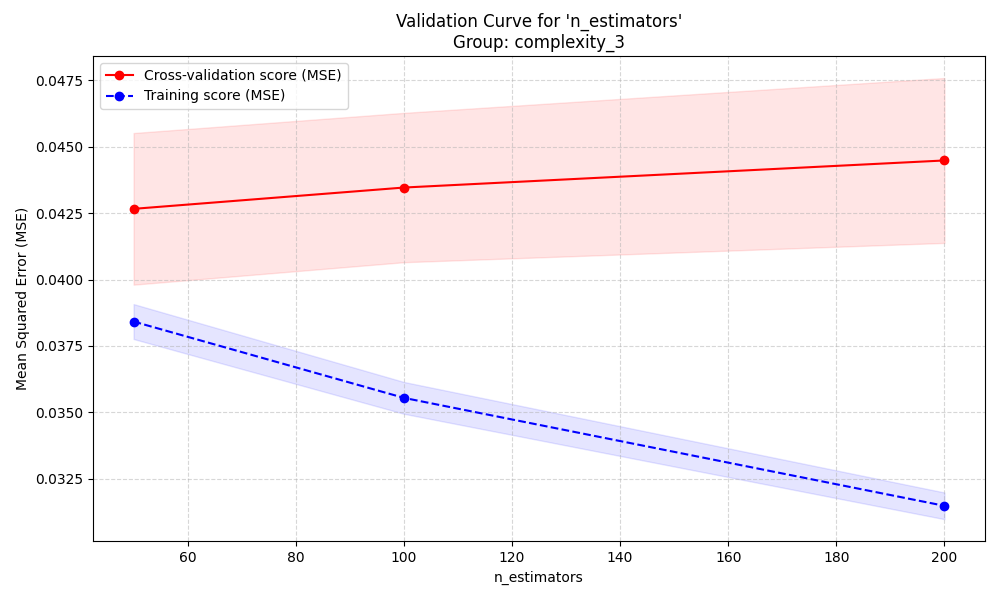 Validation Curve for 'n_estimators'
Group: complexity_3
Cross-validation score (MSE)
Training score (MSE)
Mean Squared Error (MSE)
0.0475
0.0450
0.0425
0.0400
0.0375
0.0350
0.0325
60 80 100 120 140 160 180 200
n_estimators